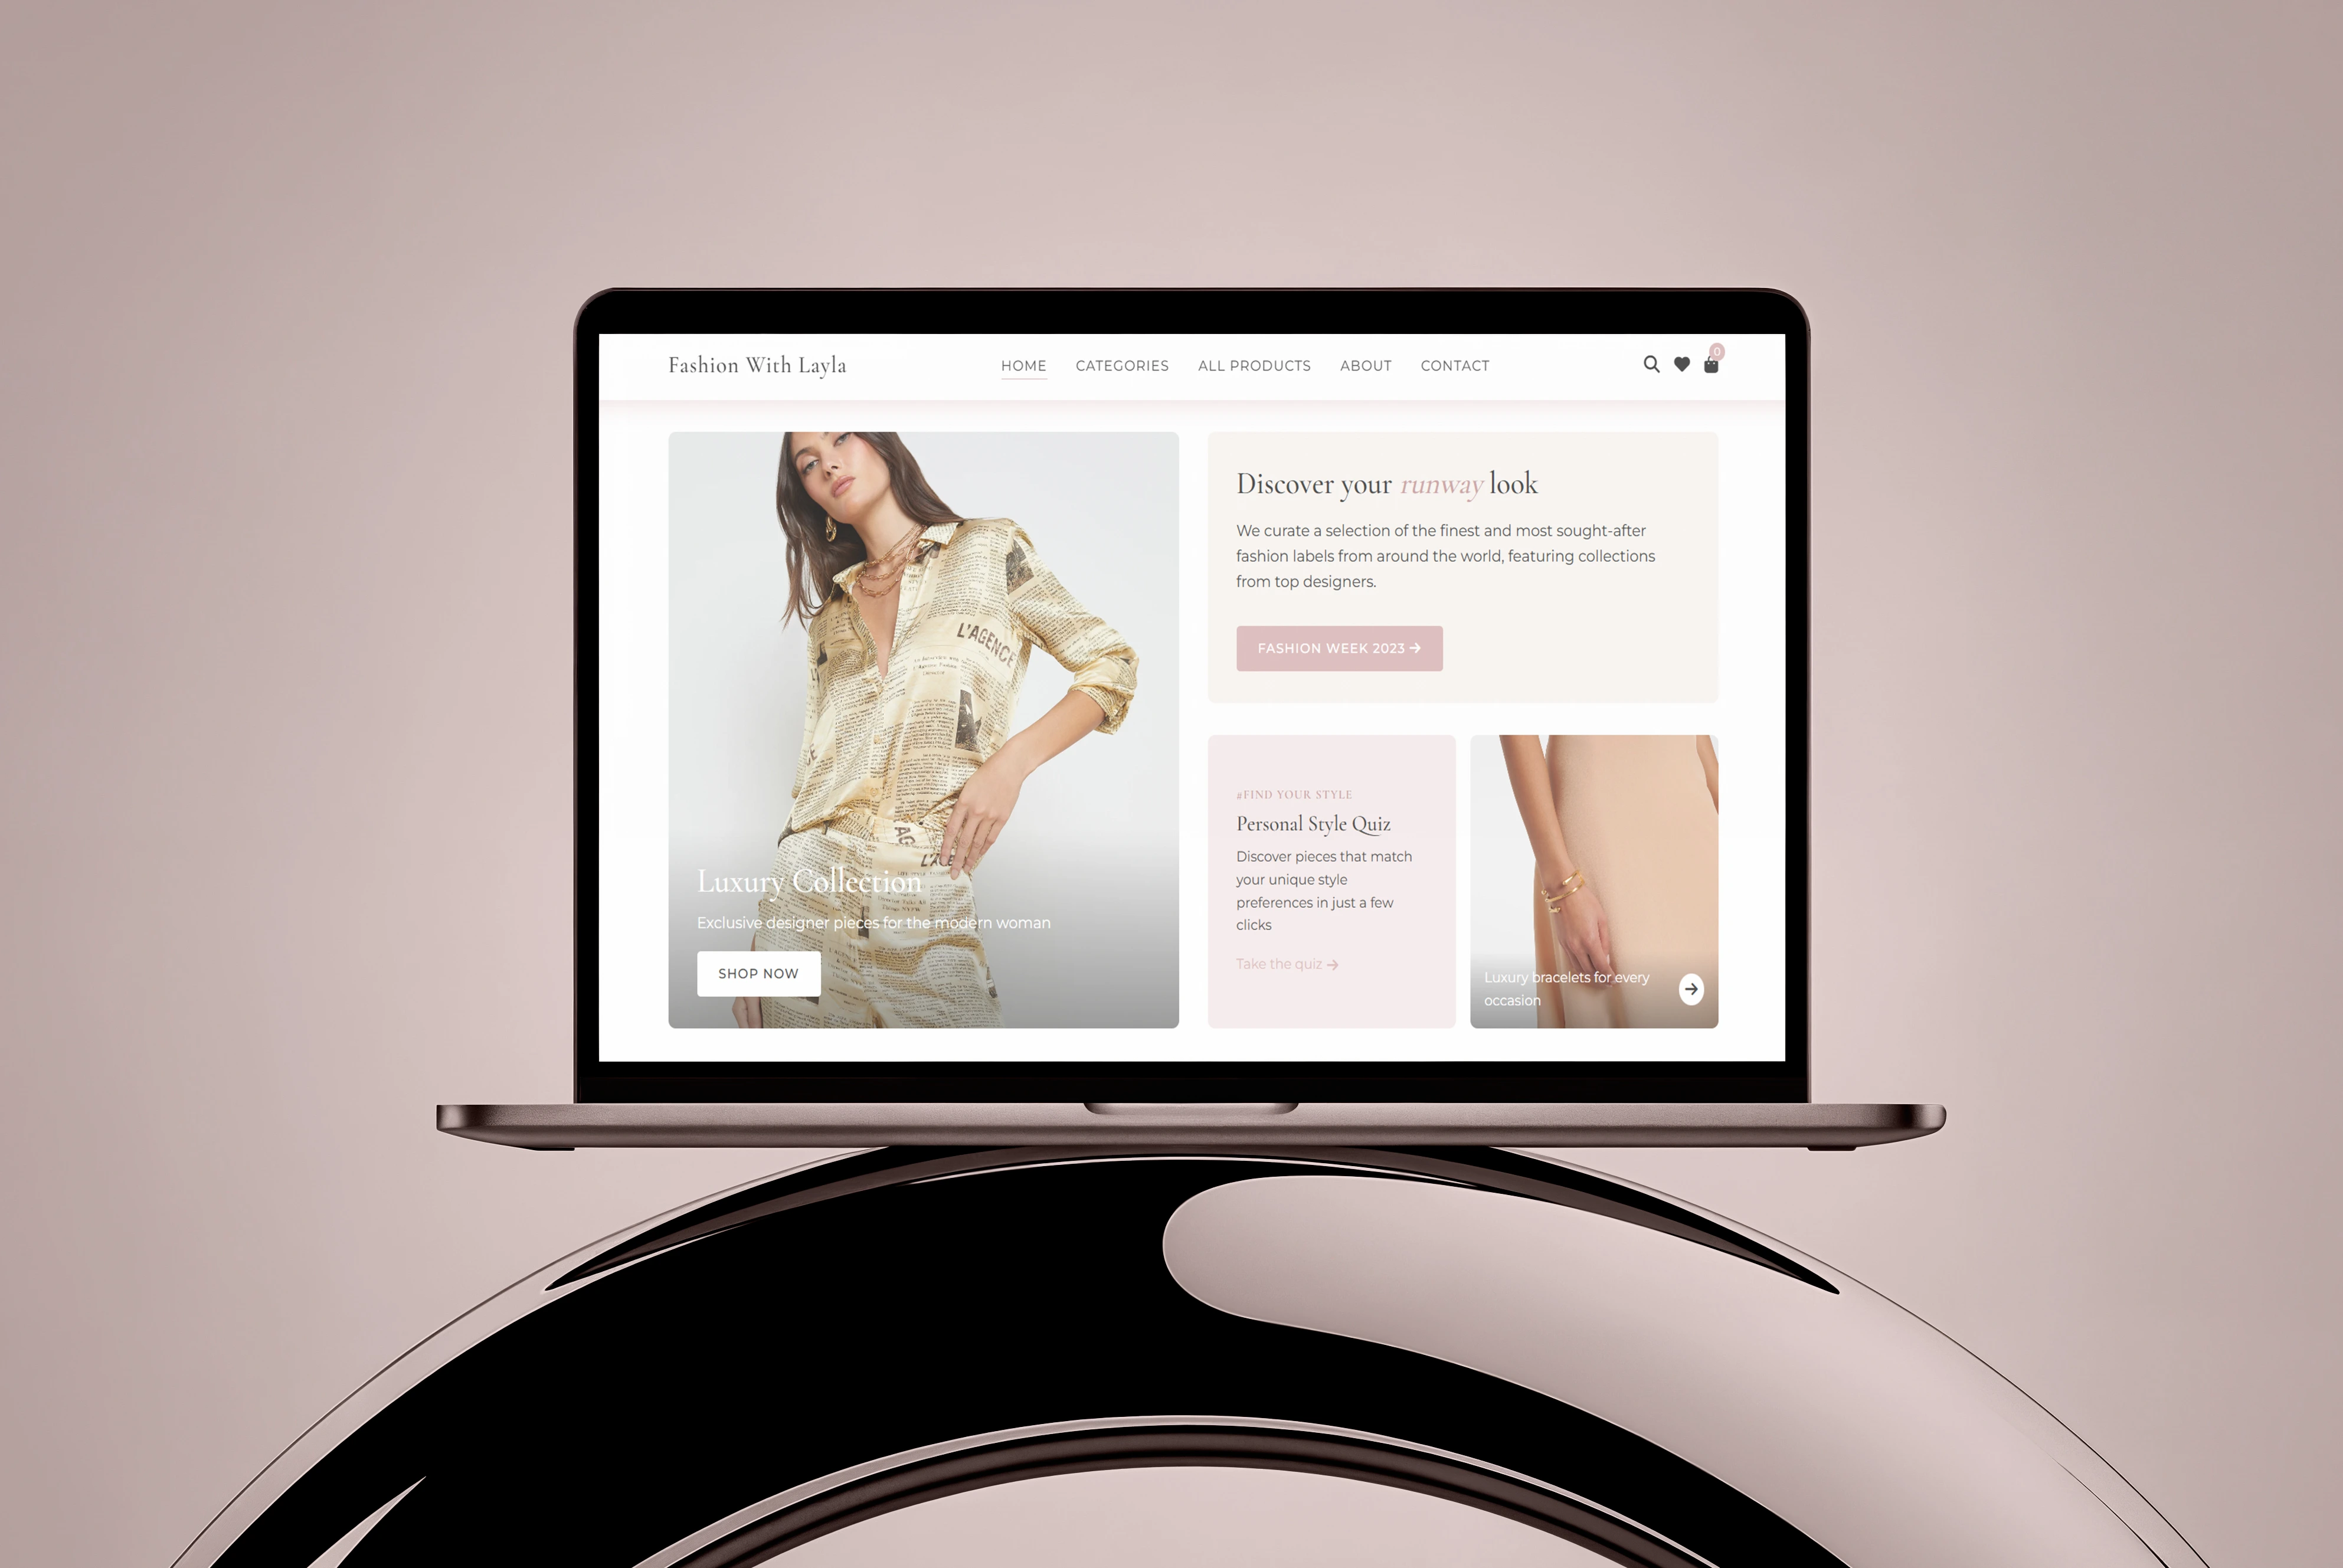 Fashion With Layla
HOME CATEGORIES ALL PRODUCTS ABOUT CONTACT
0
L'AGENCE
AG
Luxury Collection
Exclusive designer pieces for the modern woman
SHOP NOW
Discover your runway look
We curate a selection of the finest and most sought-after
fashion labels from around the world, featuring collections
from top designers.
FASHION WEEK 2023 →
#FIND YOUR STYLE
Personal Style Quiz
Discover pieces that match
your unique style
preferences in just a few
clicks
Take the quiz →
Luxury bracelets for every
occasion
→